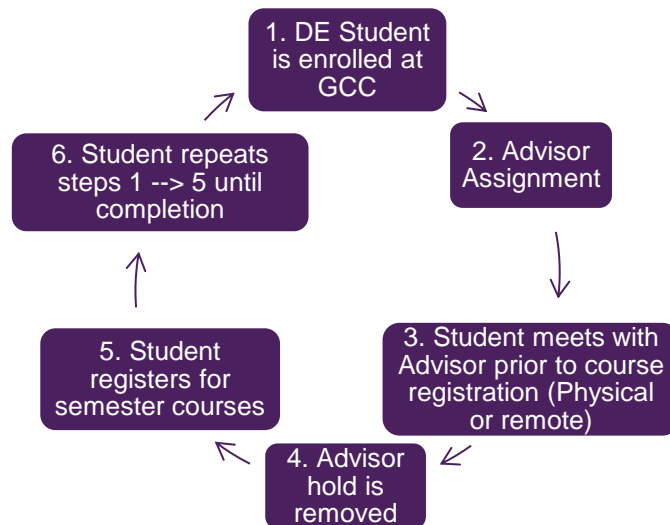 1. DE Student
is enrolled at
GCC
2. Advisor
Assignment
3. Student meets with
Advisor prior to course
registration (Physical
or remote)
4. Advisor
hold is
removed
5. Student
registers for
semester courses
6. Student repeats
steps 1 --> 5 until
completion